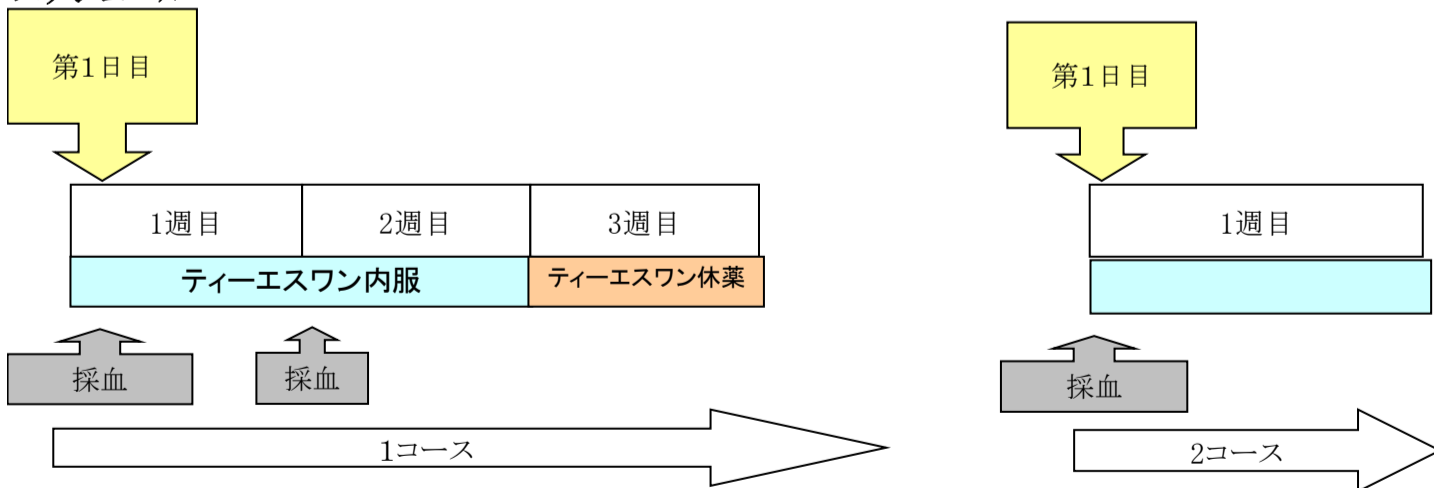 第1日目
第1日目
1週目 2週目 3週目
1週目
ティーエスワン内服 ティーエスワン休薬
採血 採血
採血
1コース
2コース